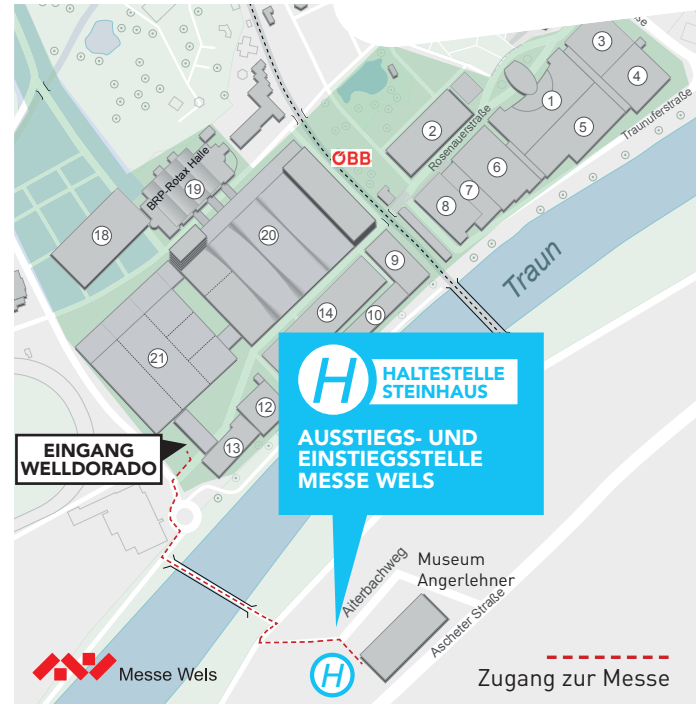 3
4
1
5
2
6
7
8
Rosenauerstraße
Traunuferstraße
ÖBB
BRP-Rotax Halle
19
18
20
9
Traun
14
10
21
12
13
H
HALTESTELLE
STEINHAUS
AUSSTIEGS- UND
EINSTIEGSSTELLE
MESSE WELS
EINGANG
WELLDORADO
Aiterbachweg
Museum
Angerlehner
Ascheter Straße
H
Messe Wels
Zugang zur Messe